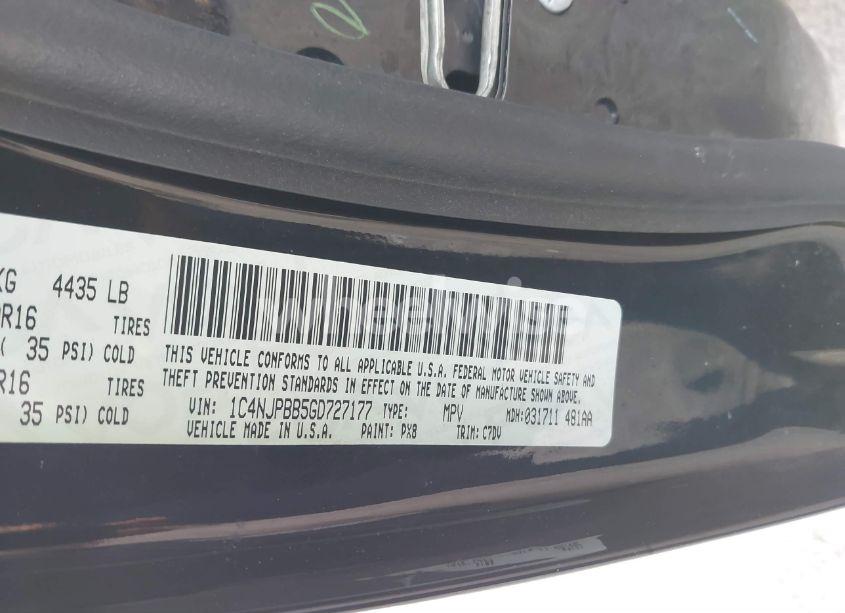 KG 4435 LB
R16 TIRES
( 35 PSI) COLD
R16 TIRES
35 PSI) COLD
THIS VEHICLE CONFORMS TO ALL APPLICABLE U.S.A. FEDERAL MOTOR VEHICLE SAFETY AND
THEFT PREVENTION STANDARDS IN EFFECT ON THE DATE OF MANUFACTURE SHOWN ABOVE.
VIN: 1C4NJPBB5GD727177 TYPE: MPV MDH:031711 481AA
VEHICLE MADE IN U.S.A. PAINT: PX8 TRIM: C7DV